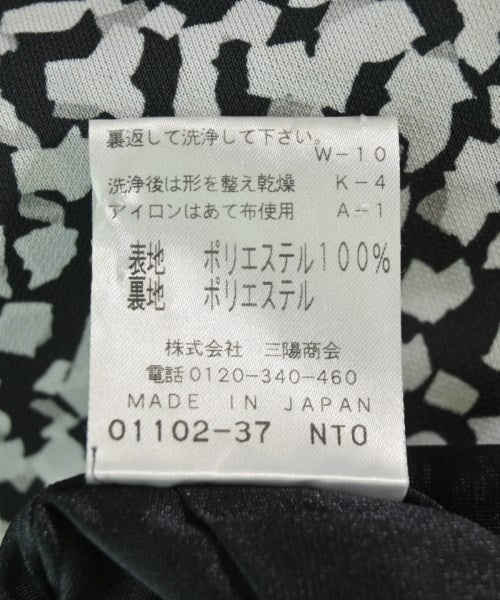 裏返して洗浄して下さい。
W-10
洗浄後は形を整え乾燥 K-4
アイロンはあて布使用 A-1
表地 ポリエステル100%
裏地 ポリエステル
株式会社 三陽商会
電話0120-340-460
MADE IN JAPAN
01102-37 NTO